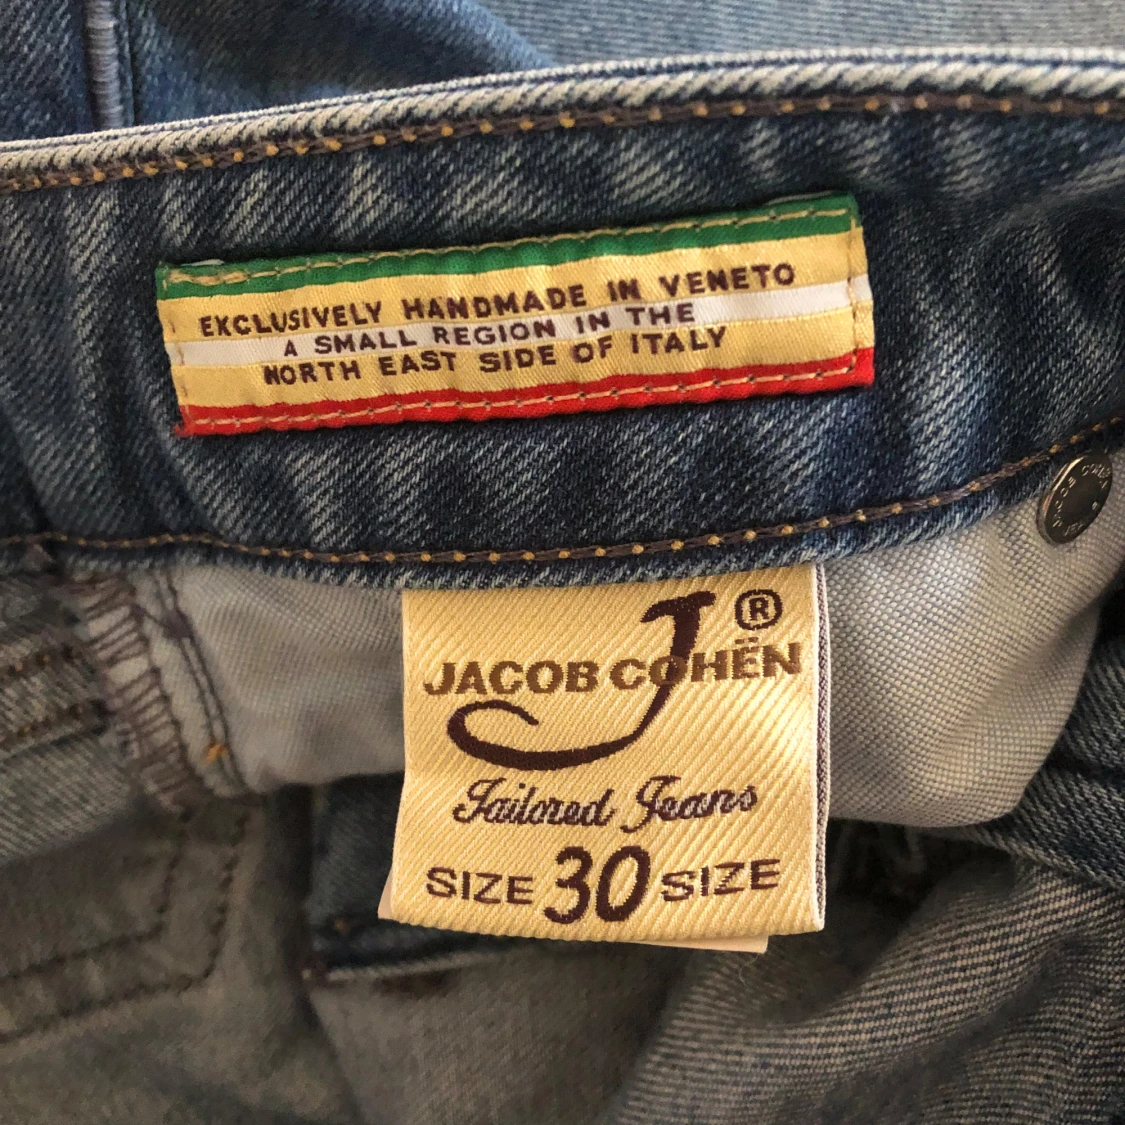 EXCLUSIVELY HANDMADE IN VENETO
A SMALL REGION IN THE
NORTH EAST SIDE OF ITALY
J ®
JACOB COHËN
Tailored Jeans
SIZE 30 SIZE